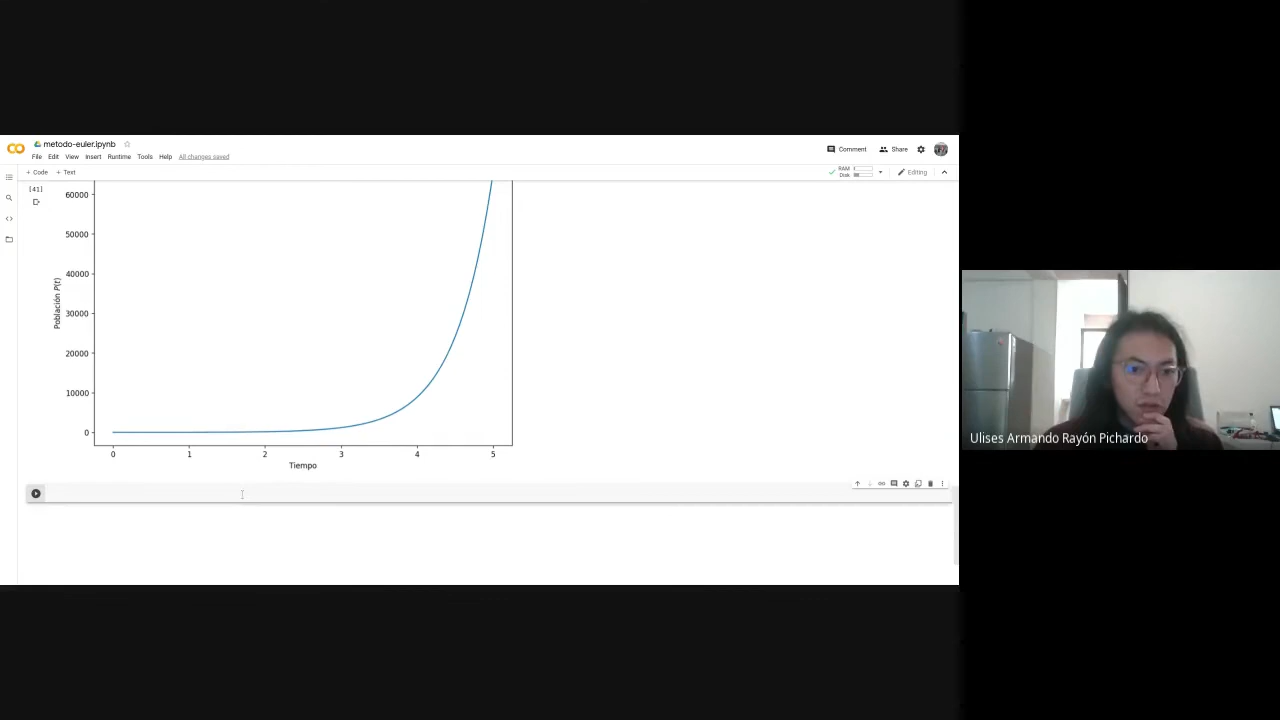 metodo-euler.ipynb
File Edit View Insert Runtime Tools Help All changes saved
Comment Share
+ Code + Text
RAM
Disk
Editing
[41]
60000
50000
40000
30000
20000
10000
0
Población P(t)
0 1 2 3 4 5
Tiempo
Ulises Armando Rayón Pichardo